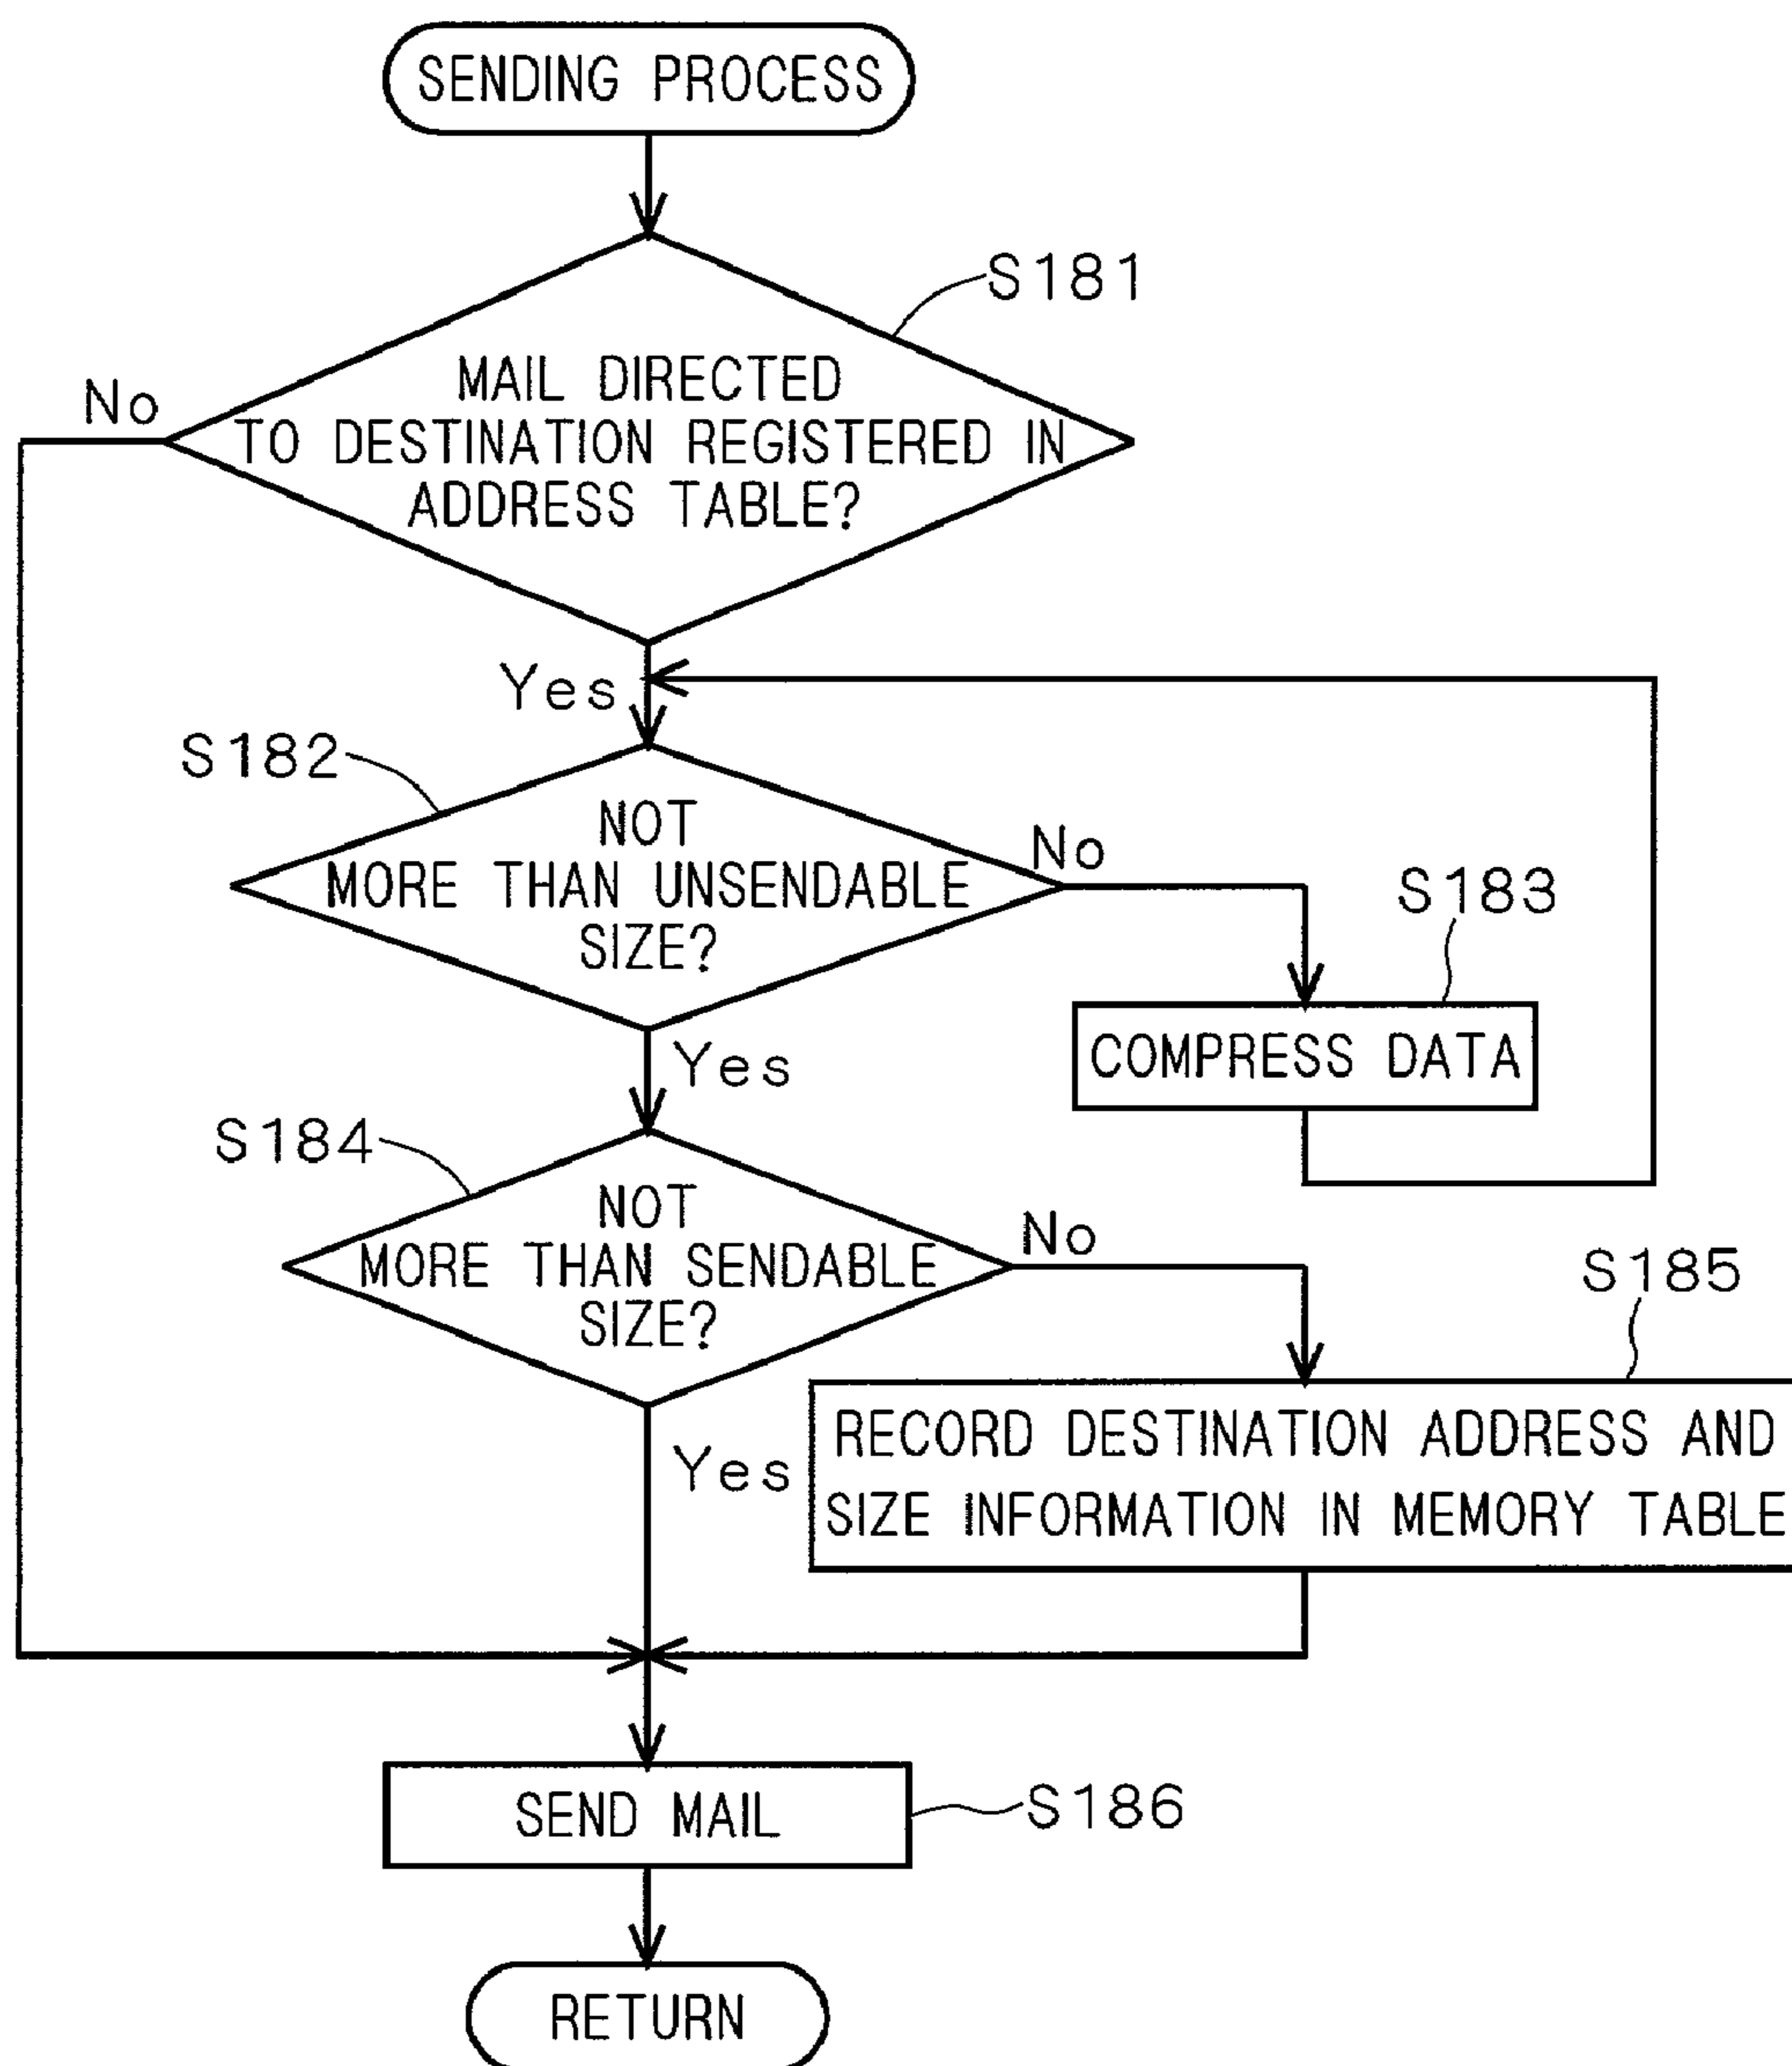 SENDING PROCESS
S181
MAIL DIRECTED
TO DESTINATION REGISTERED IN
ADDRESS TABLE?
No
Yes
S182
NOT
MORE THAN UNSENDABLE
SIZE?
No
S183
COMPRESS DATA
Yes
S184
NOT
MORE THAN SENDABLE
SIZE?
No
S185
RECORD DESTINATION ADDRESS AND
SIZE INFORMATION IN MEMORY TABLE
Yes
SEND MAIL
S186
RETURN